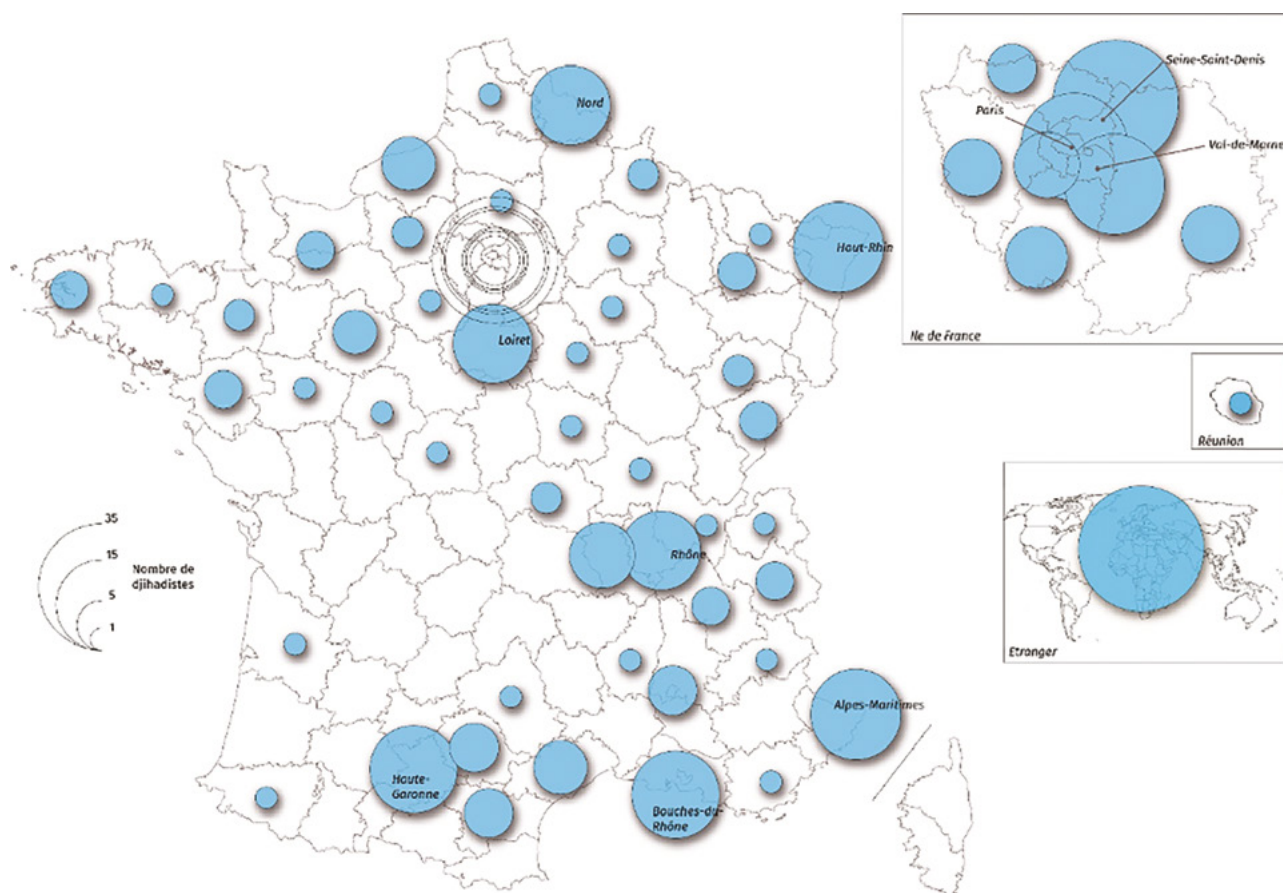 Nord
Haut-Rhin
Loiret
Rhône
Alpes-Maritimes
Haute-
Garonne
Bouches-du-
Rhône
35
15
5
1
Nombre de
djihadistes
Seine-Saint-Denis
Paris
Val-de-Marne
Ile de France
Réunion
Etranger